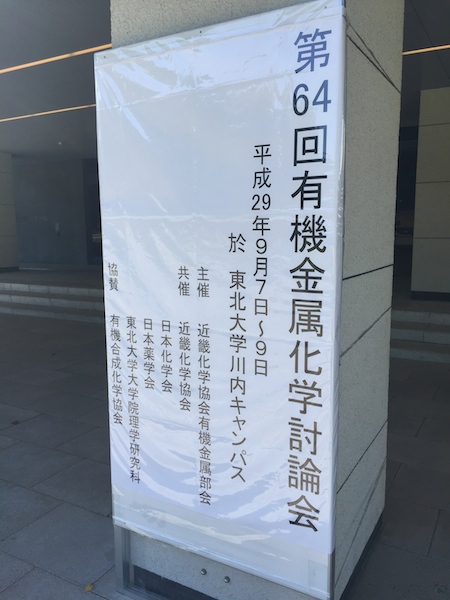 第64回有機金属化学討論会
平成29年9月7日～9日
於 東北大学川内キャンパス
主催 近畿化学協会有機金属部会
共催 近畿化学協会
日本化学会
日本薬学会
東北大学大学院理学研究科
協賛 有機合成化学協会